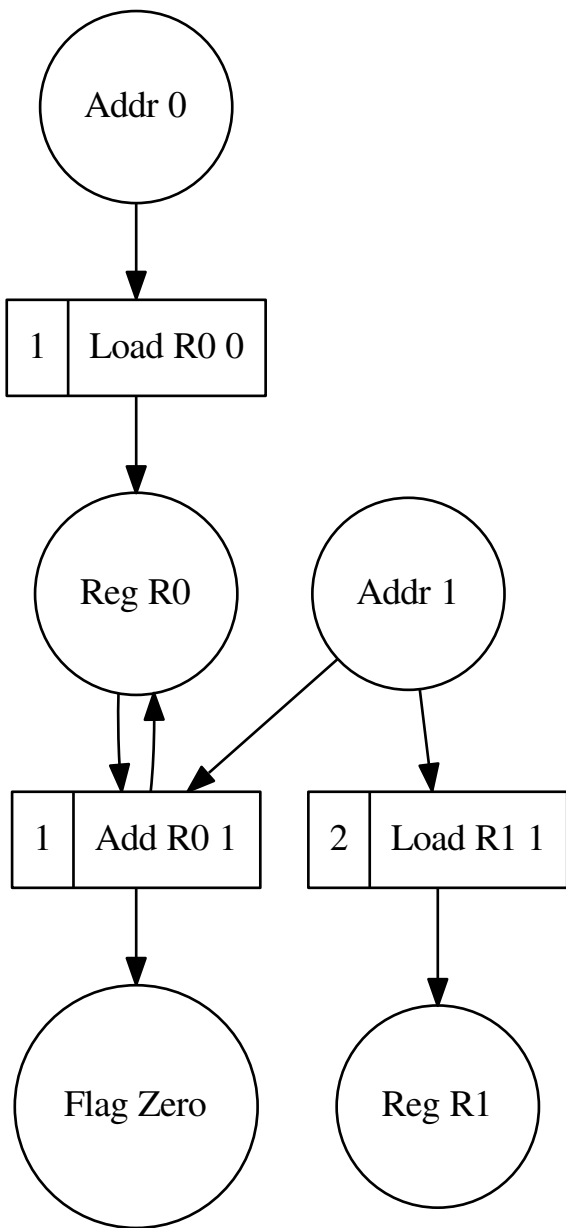 Addr 0
1 Load R0 0
Reg R0
Addr 1
1 Add R0 1
2 Load R1 1
Flag Zero
Reg R1